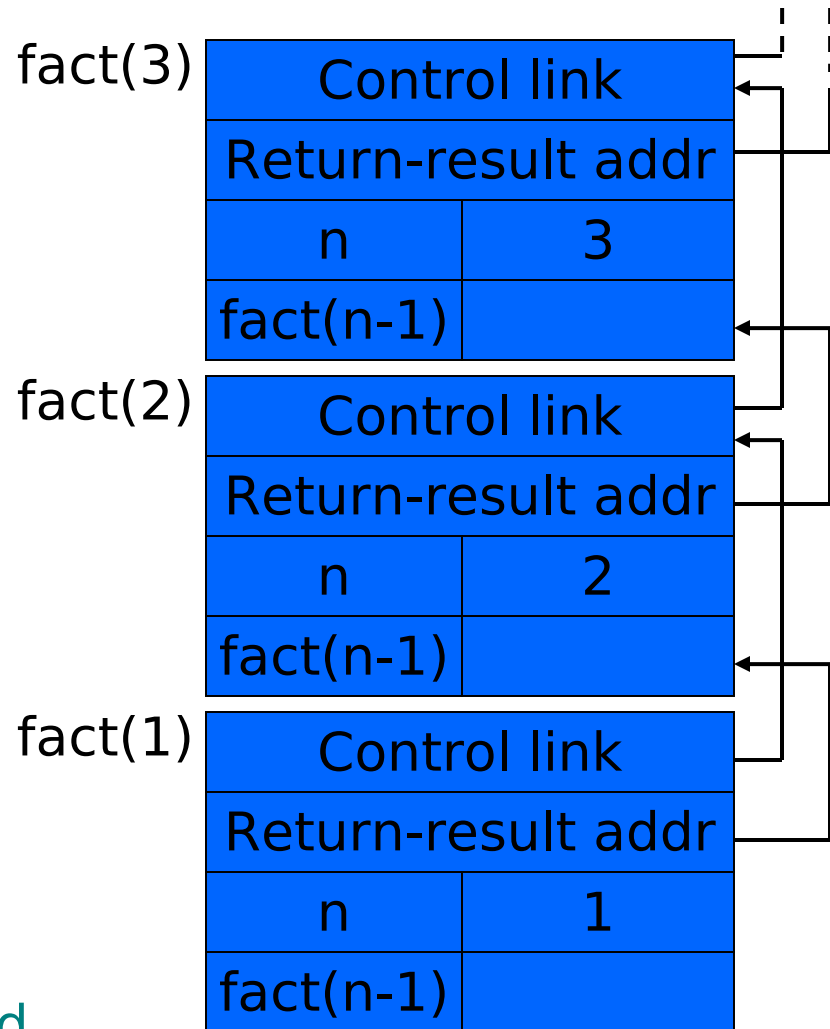 fact(3)
Control link
Return-result addr
n 3
fact(n-1)
fact(2)
Control link
Return-result addr
n 2
fact(n-1)
fact(1)
Control link
Return-result addr
n 1
fact(n-1)
d